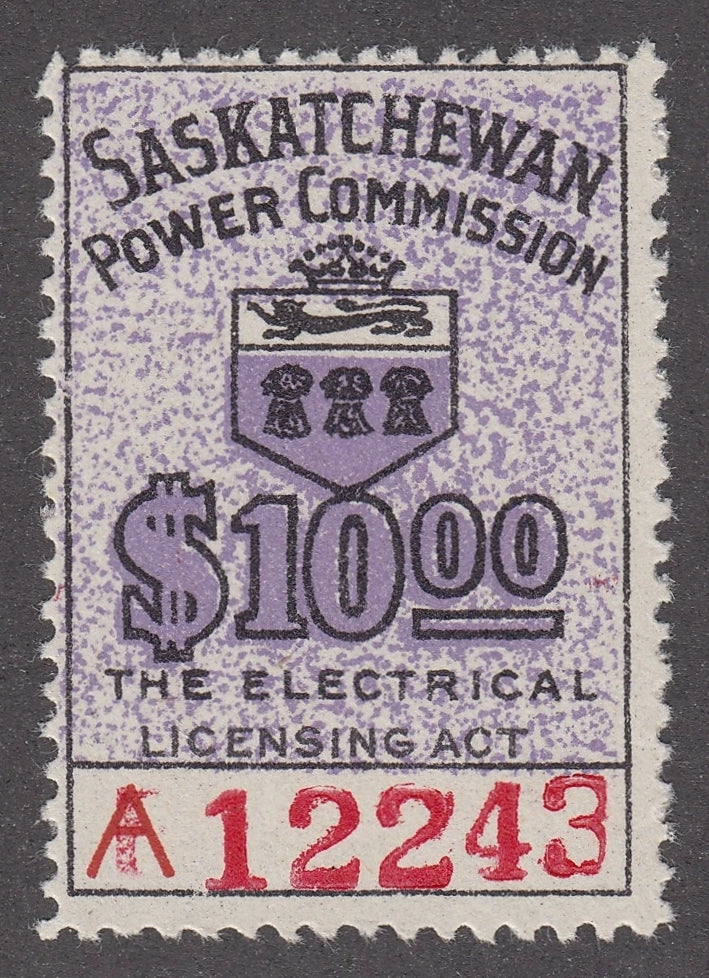 SASKATCHEWAN
POWER COMMISSION
$10.00
THE ELECTRICAL
LICENSING ACT
A 12243